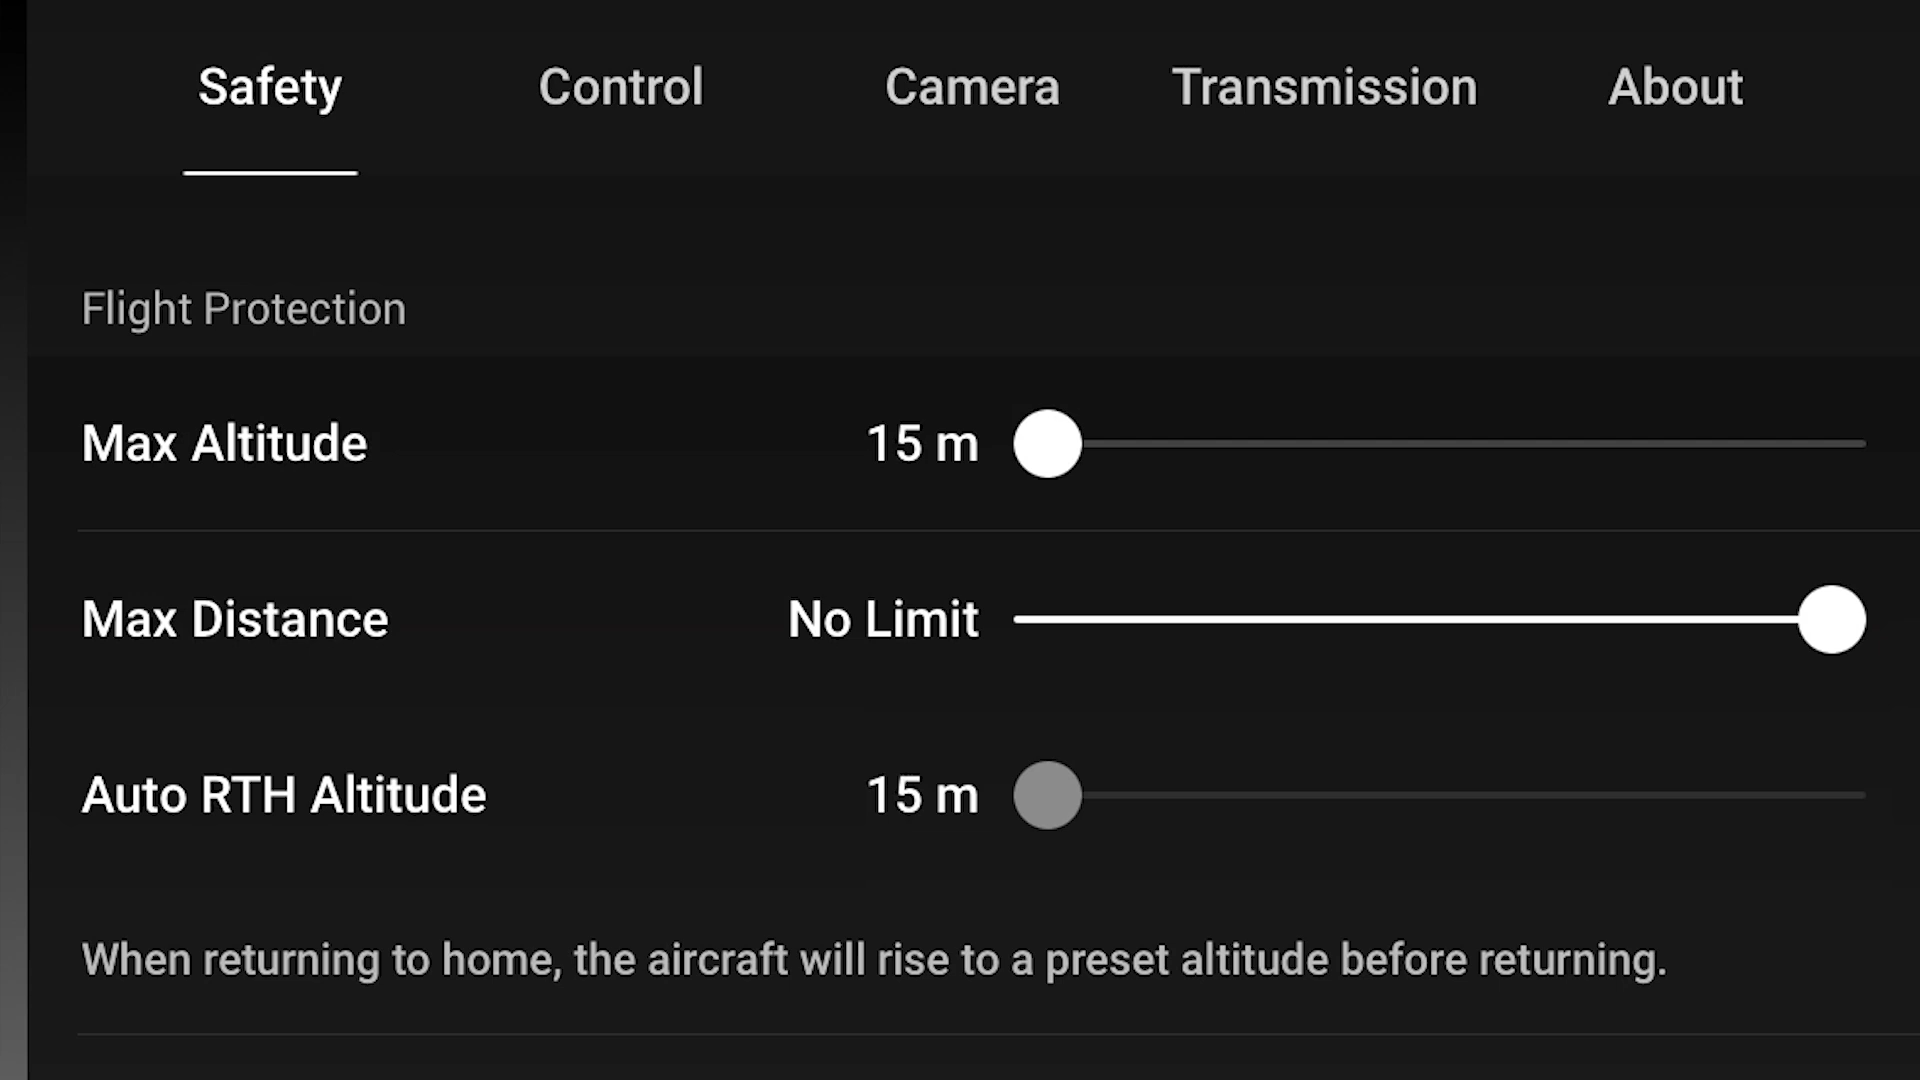 Safety Control Camera Transmission About
Flight Protection
Max Altitude 15 m
Max Distance No Limit
Auto RTH Altitude 15 m
When returning to home, the aircraft will rise to a preset altitude before returning.